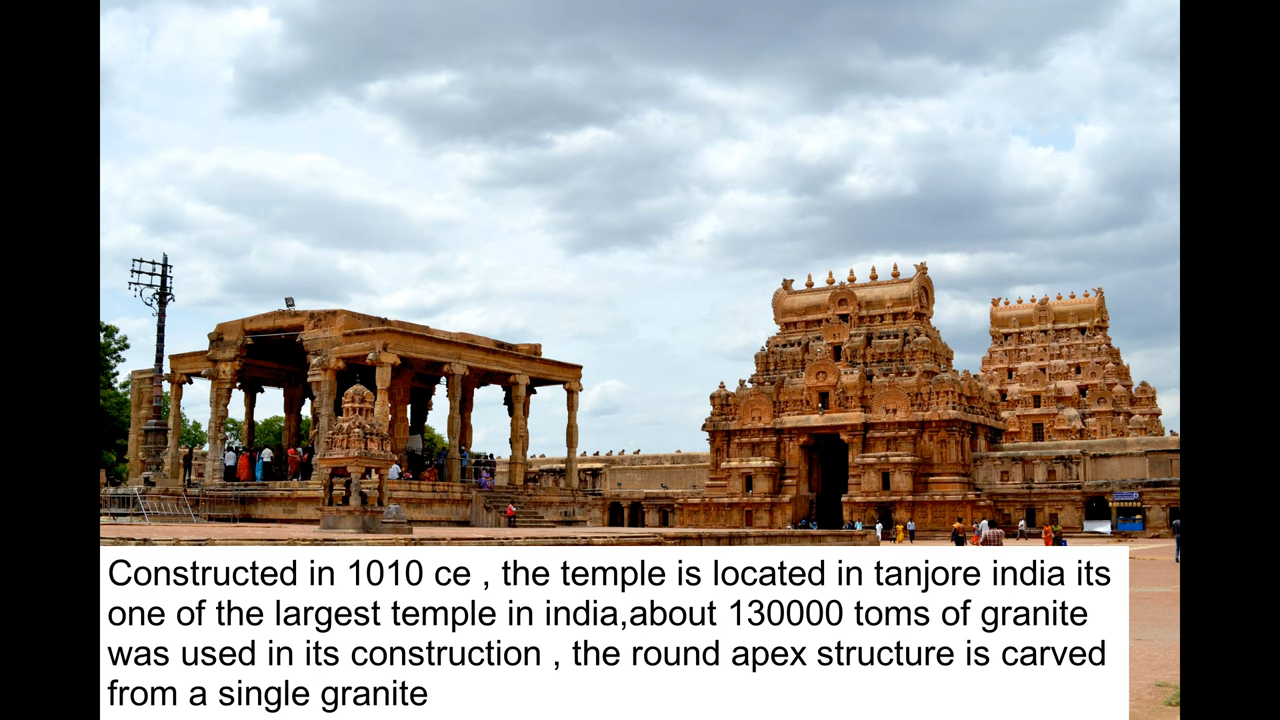 Constructed in 1010 ce , the temple is located in tanjore india its
one of the largest temple in india,about 130000 toms of granite
was used in its construction , the round apex structure is carved
from a single granite